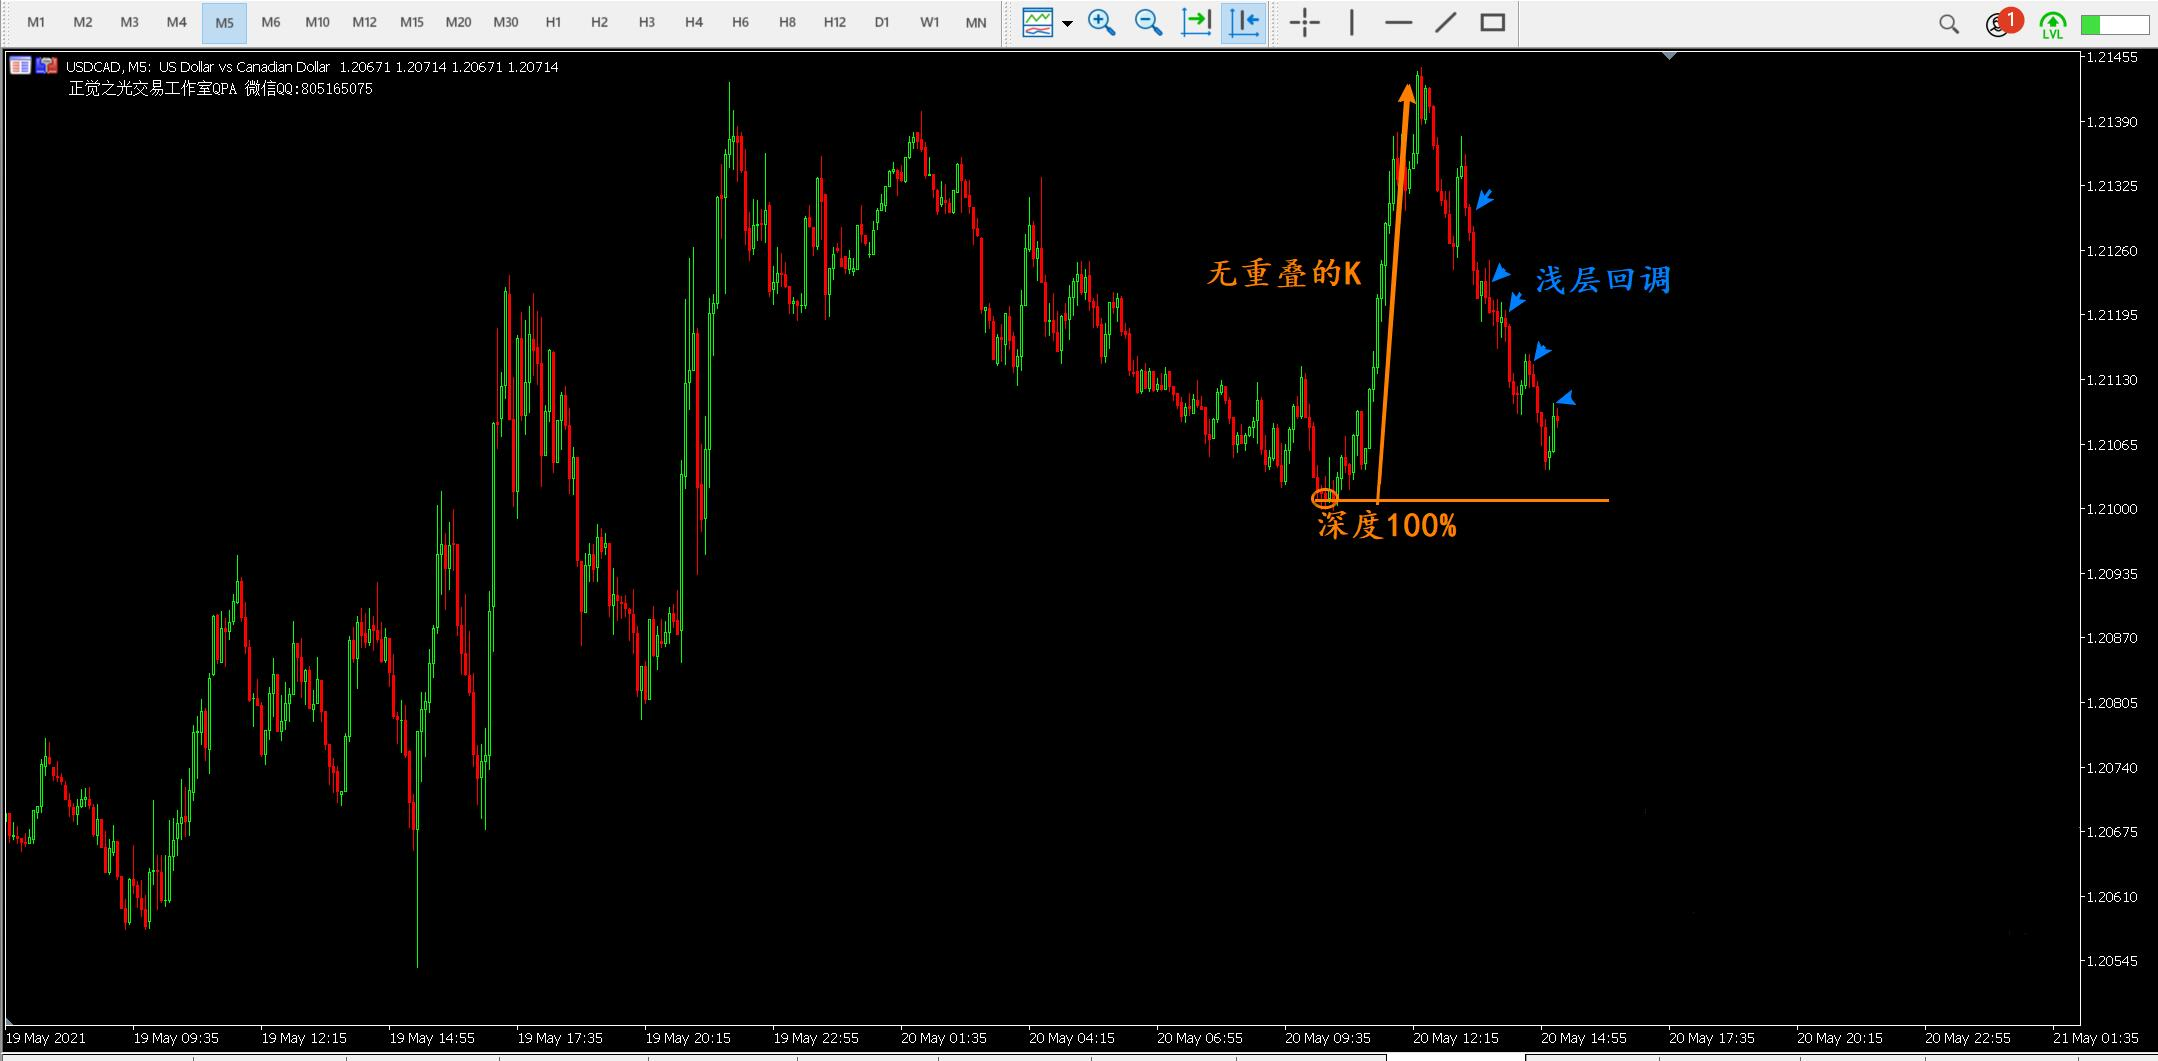 M1 M2 M3 M4 M5 M6 M10 M12 M15 M20 M30 H1 H2 H3 H4 H6 H8 H12 D1 W1 MN
1
LVL
USDCAD,M5: US Dollar vs Canadian Dollar 1.20671 1.20714 1.20671 1.20714
正觉之光交易工作室QPA 微信QQ:805165075
无重叠的K
浅层回调
深度100%
1.21455
1.21390
1.21325
1.21260
1.21195
1.21130
1.21065
1.21000
1.20935
1.20870
1.20805
1.20740
1.20675
1.20610
1.20545
19 May 2021 19 May 09:35 19 May 12:15 19 May 14:55 19 May 17:35 19 May 20:15 19 May 22:55 20 May 01:35 20 May 04:15 20 May 06:55 20 May 09:35 20 May 12:15 20 May 14:55 20 May 17:35 20 May 20:15 20 May 22:55 21 May 01:35